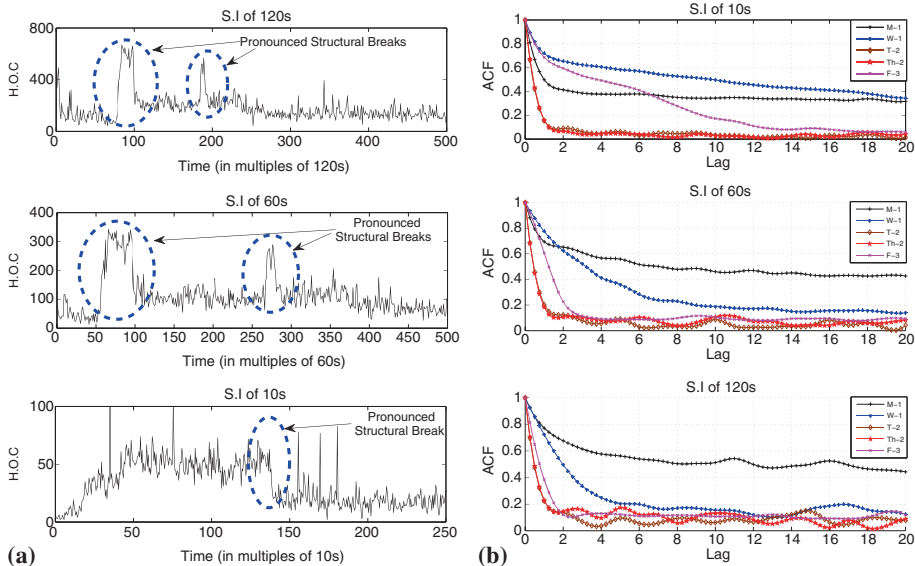 S.I of 120s
800
400
0
H.O.C
Pronounced Structural Breaks
0 100 200 300 400 500
Time (in multiples of 120s)
S.I of 60s
400
300
200
100
0
H.O.C
Pronounced
Structural Breaks
0 50 100 150 200 250 300 350 400 450 500
Time (in multiples of 60s)
S.I of 10s
100
50
0
H.O.C
Pronounced
Structural Break
0 50 100 150 200 250
Time (in multiples of 10s)
(a)
S.I of 10s
1
0.8
0.6
0.4
0.2
0
ACF
M-1
W-1
T-2
Th-2
F-3
0 2 4 6 8 10 12 14 16 18 20
Lag
S.I of 60s
1
0.8
0.6
0.4
0.2
0
ACF
M-1
W-1
T-2
Th-2
F-3
0 2 4 6 8 10 12 14 16 18 20
Lag
S.I of 120s
1
0.8
0.6
0.4
0.2
0
ACF
M-1
W-1
T-2
Th-2
F-3
0 2 4 6 8 10 12 14 16 18 20
Lag
(b)